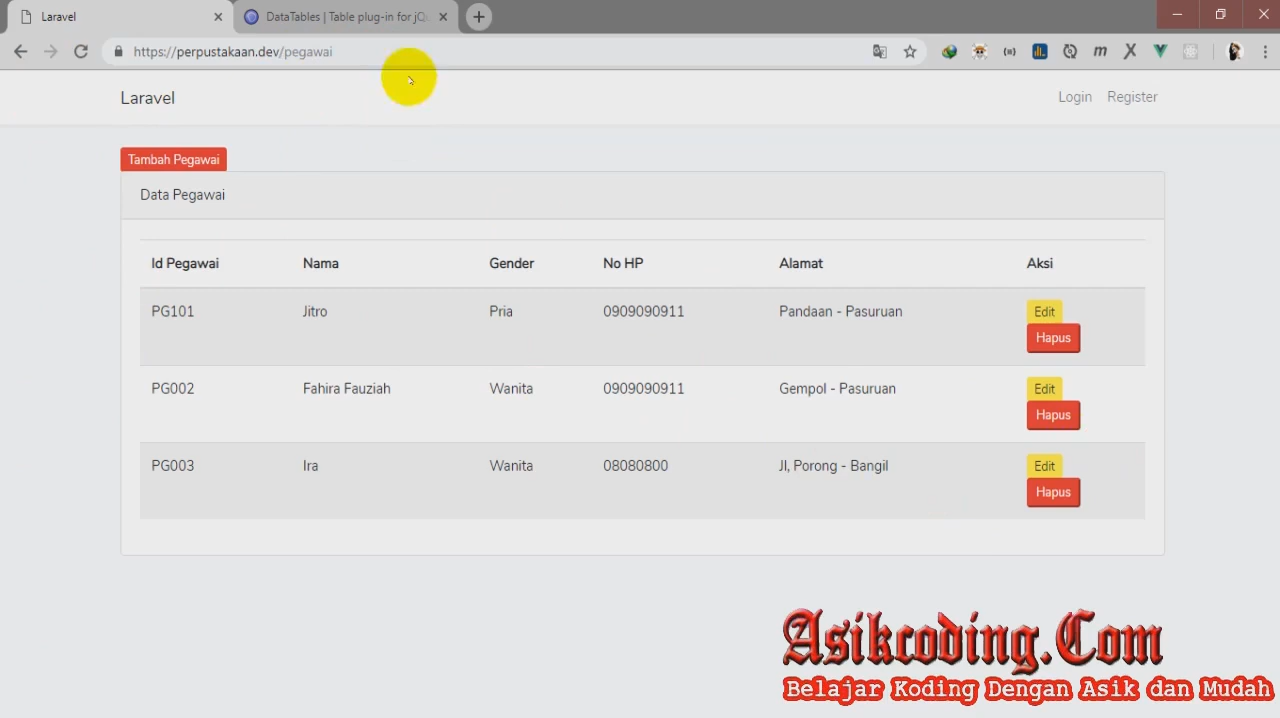 Laravel
DataTables | Table plug-in for jQu
https://perpustakaan.dev/pegawai
Laravel
Login Register
Tambah Pegawai
Data Pegawai
Id Pegawai Nama Gender No HP Alamat Aksi
PG101 Jitro Pria 0909090911 Pandaan - Pasuruan Edit
Hapus
PG002 Fahira Fauziah Wanita 0909090911 Gempol - Pasuruan Edit
Hapus
PG003 Ira Wanita 08080800 Jl, Porong - Bangil Edit
Hapus
Asikcoding.Com
Belajar Koding Dengan Asik dan Mudah